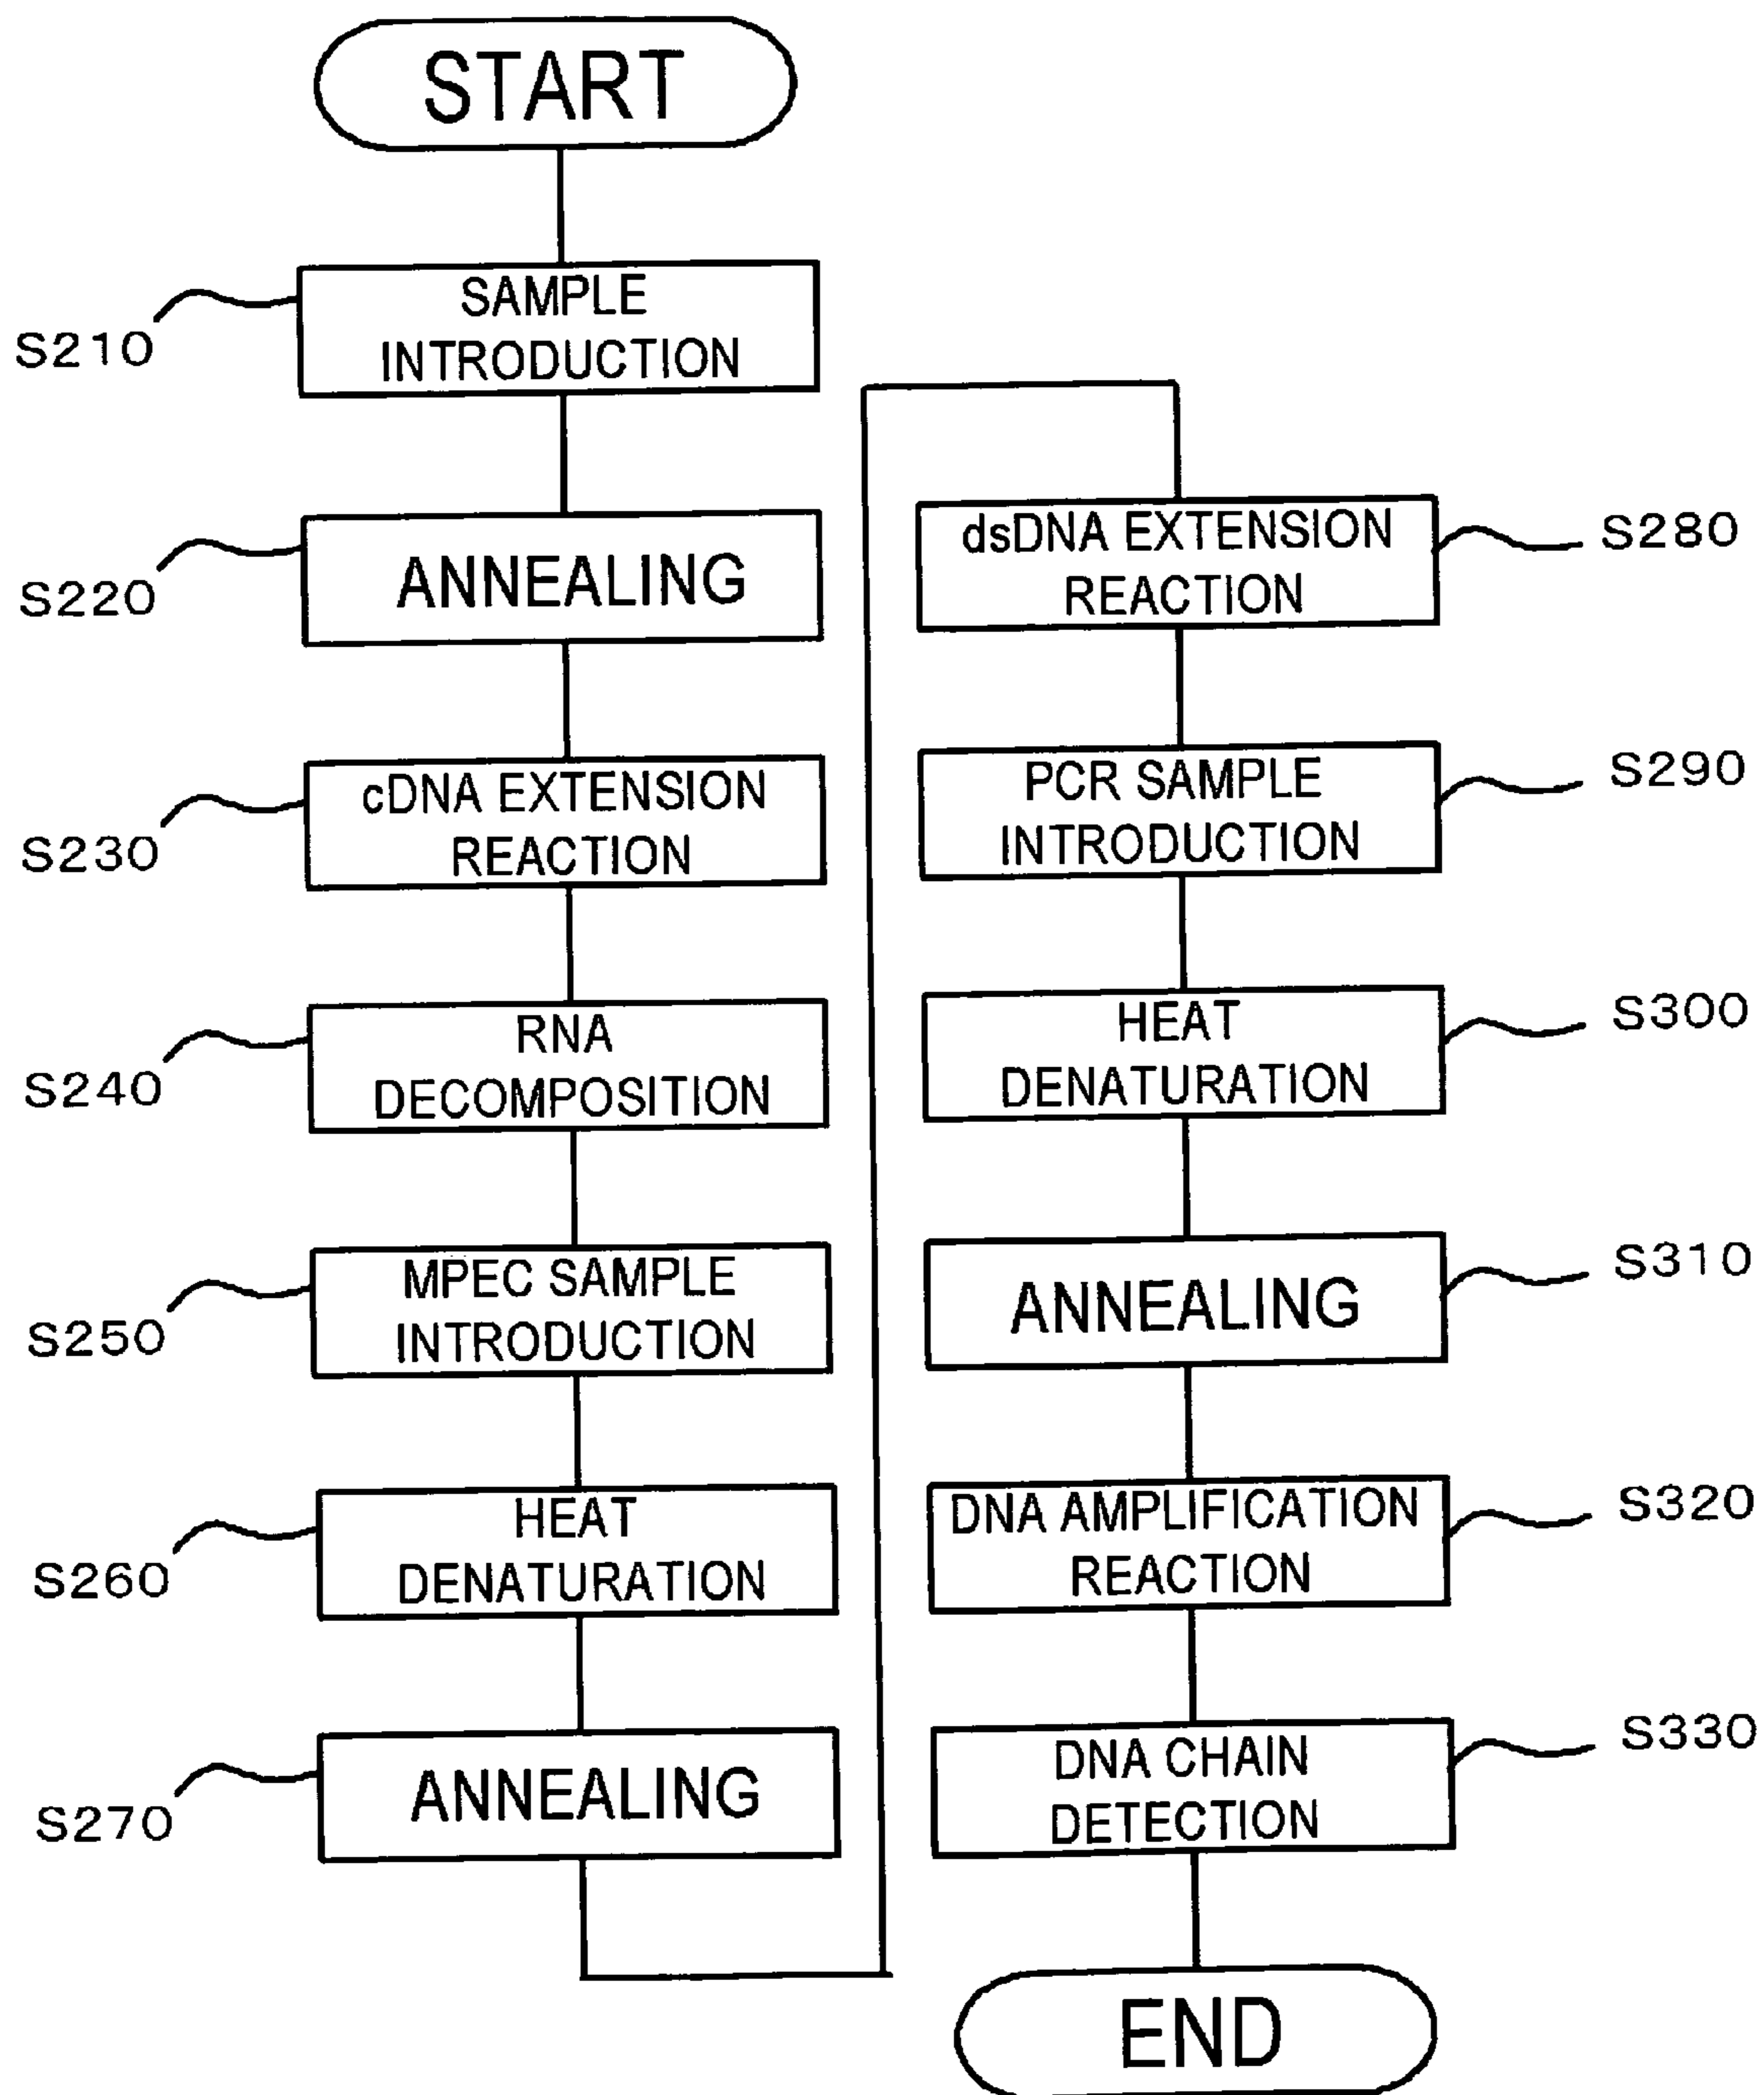 START
SAMPLE
INTRODUCTION
S210
ANNEALING
S220
cDNA EXTENSION
REACTION
S230
RNA
DECOMPOSITION
S240
MPEC SAMPLE
INTRODUCTION
S250
HEAT
DENATURATION
S260
ANNEALING
S270
dsDNA EXTENSION
REACTION
S280
PCR SAMPLE
INTRODUCTION
S290
HEAT
DENATURATION
S300
ANNEALING
S310
DNA AMPLIFICATION
REACTION
S320
DNA CHAIN
DETECTION
S330
END